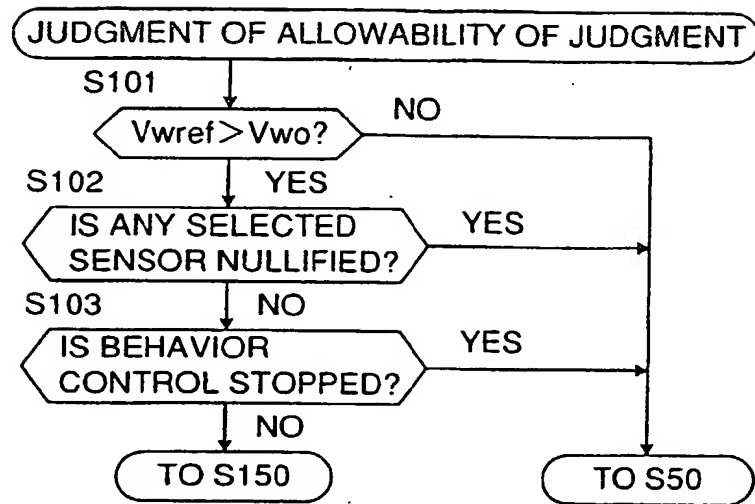 JUDGMENT OF ALLOWABILITY OF JUDGMENT
S101
Vwref>Vwo?
NO
S102
YES
IS ANY SELECTED
SENSOR NULLIFIED?
YES
S103
NO
IS BEHAVIOR
CONTROL STOPPED?
YES
NO
TO S150
TO S50